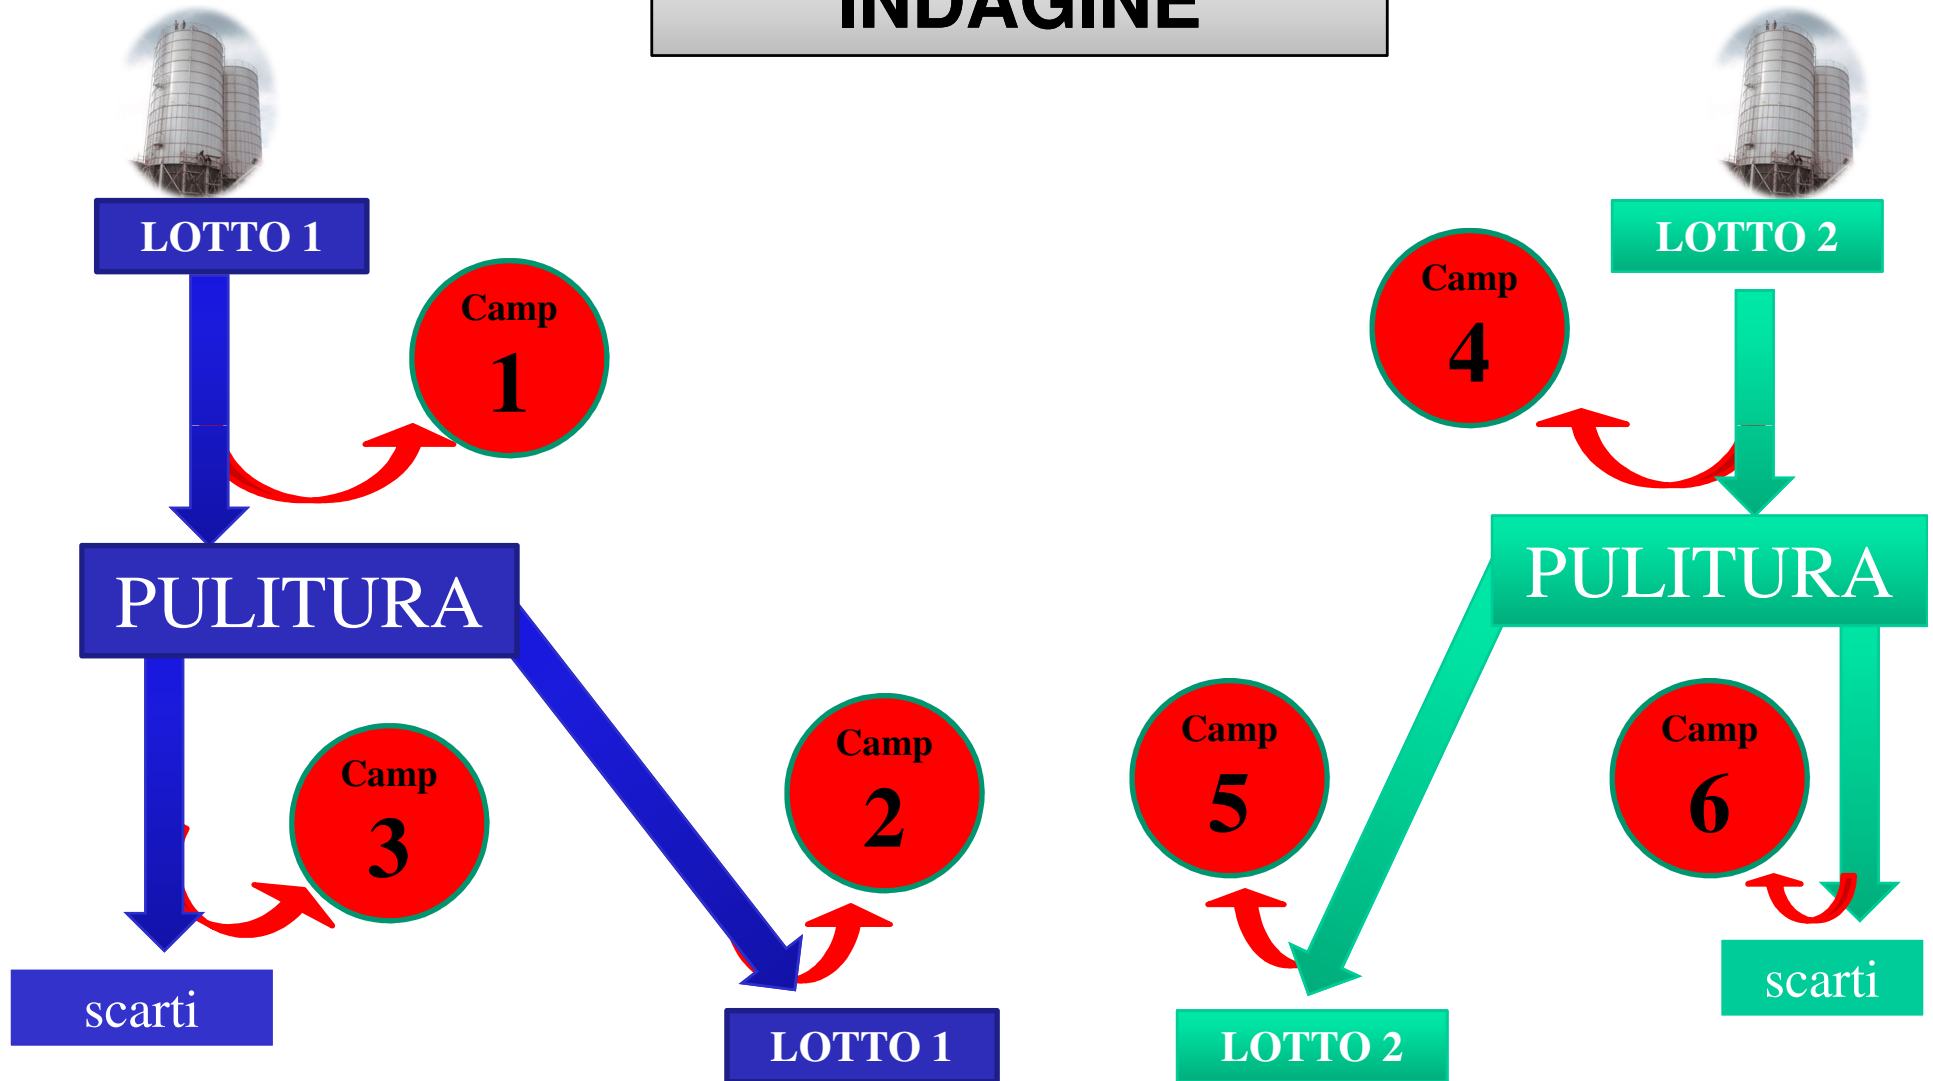 INDAGINE
LOTTO 1
LOTTO 2
Camp
1
Camp
4
PULITURA
PULITURA
Camp
3
Camp
2
Camp
5
Camp
6
scarti
LOTTO 1
LOTTO 2
scarti